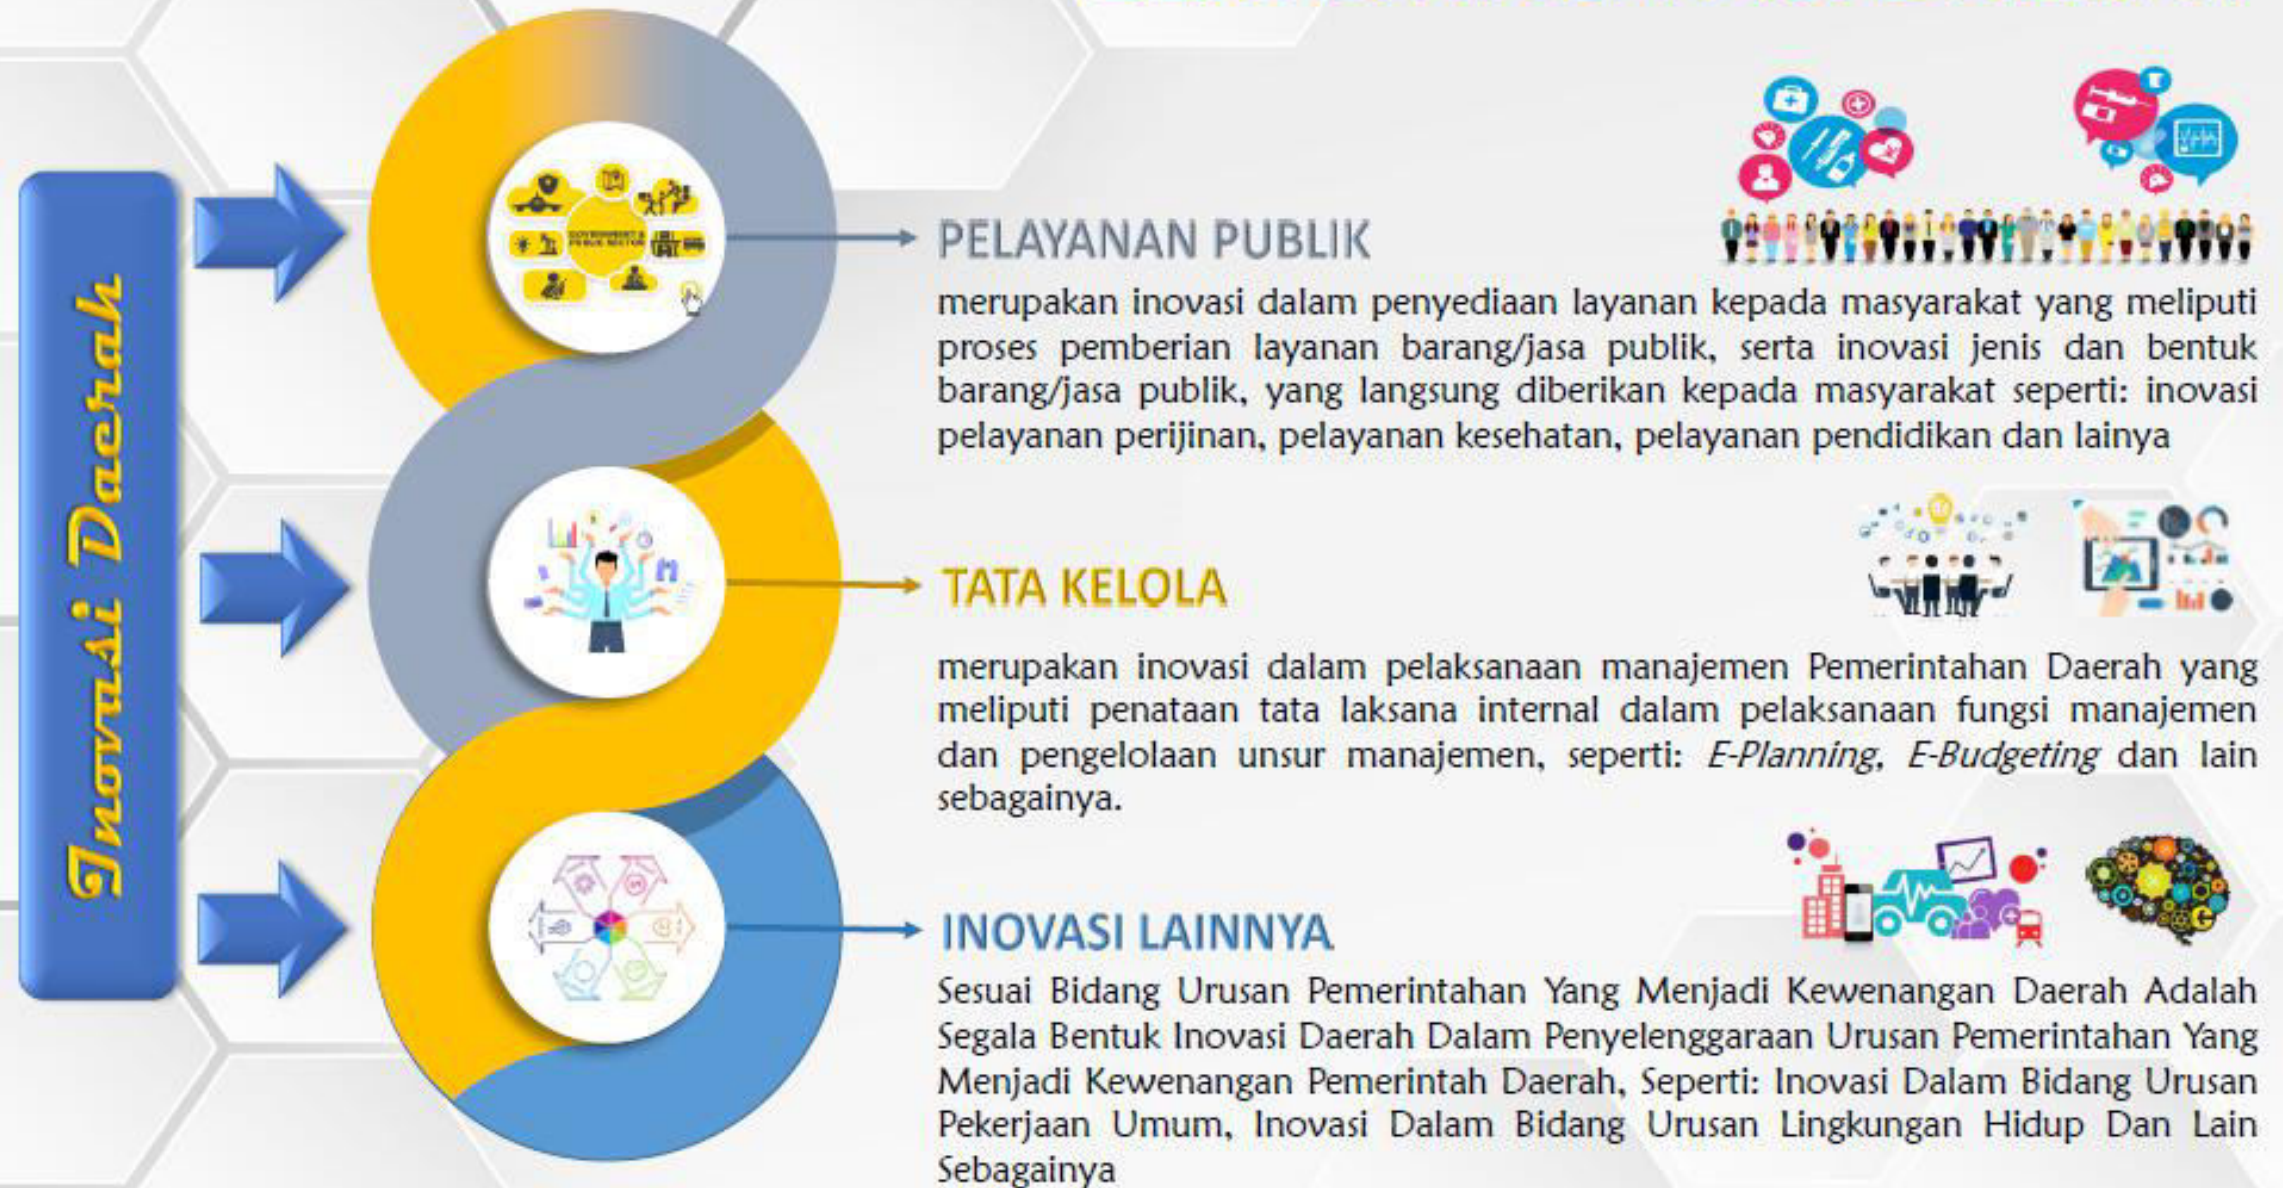 Inovasi Daerah
GOVERNMENT &
PUBLIC SECTOR
PELAYANAN PUBLIK
merupakan inovasi dalam penyediaan layanan kepada masyarakat yang meliputi
proses pemberian layanan barang/jasa publik, serta inovasi jenis dan bentuk
barang/jasa publik, yang langsung diberikan kepada masyarakat seperti: inovasi
pelayanan perijinan, pelayanan kesehatan, pelayanan pendidikan dan lainya
TATA KELOLA
merupakan inovasi dalam pelaksanaan manajemen Pemerintahan Daerah yang
meliputi penataan tata laksana internal dalam pelaksanaan fungsi manajemen
dan pengelolaan unsur manajemen, seperti: E-Planning, E-Budgeting dan lain
sebagainya.
INOVASI LAINNYA
Sesuai Bidang Urusan Pemerintahan Yang Menjadi Kewenangan Daerah Adalah
Segala Bentuk Inovasi Daerah Dalam Penyelenggaraan Urusan Pemerintahan Yang
Menjadi Kewenangan Pemerintah Daerah, Seperti: Inovasi Dalam Bidang Urusan
Pekerjaan Umum, Inovasi Dalam Bidang Urusan Lingkungan Hidup Dan Lain
Sebagainya